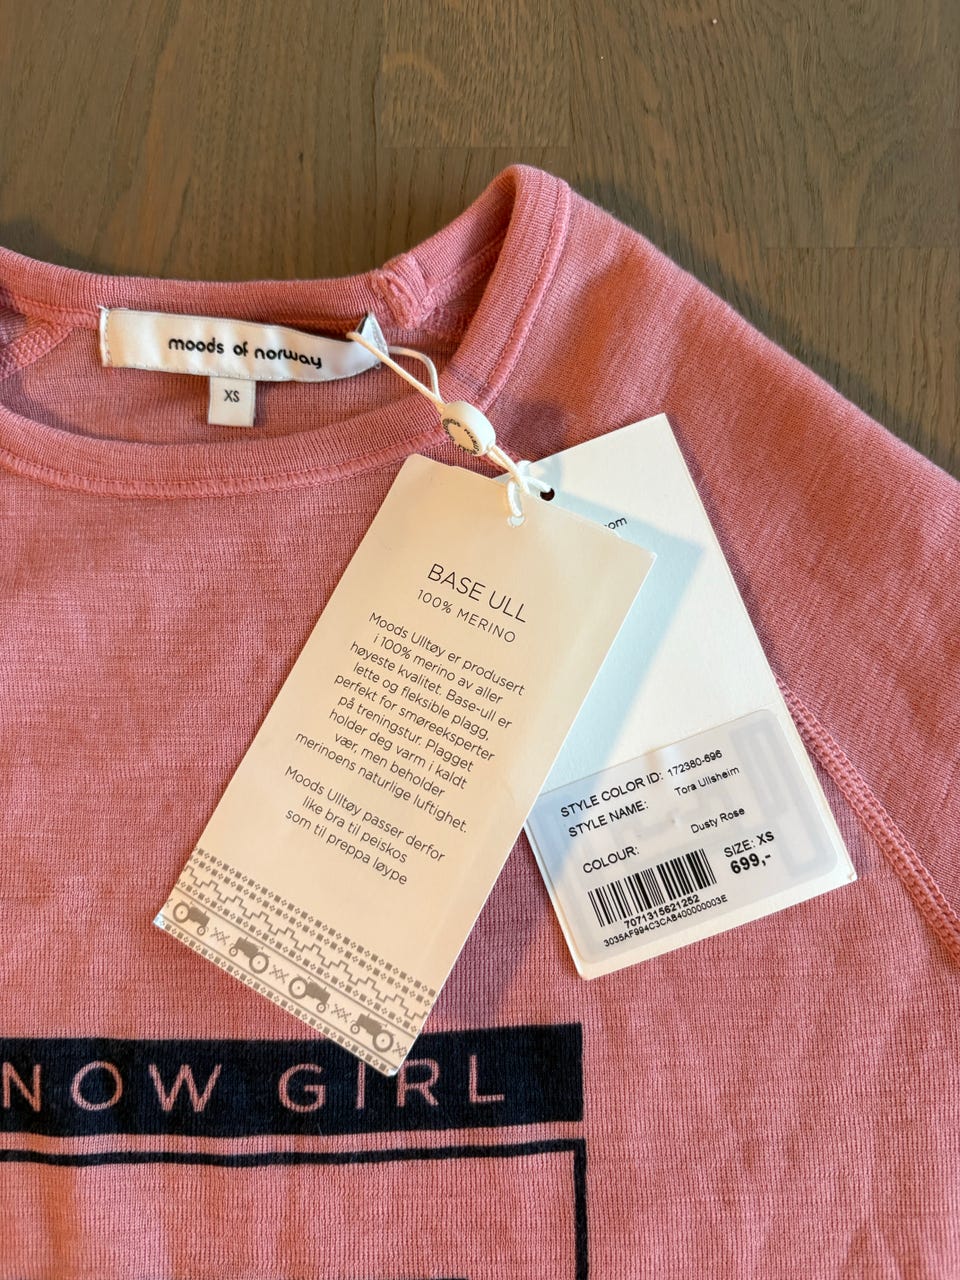 moods of norway
XS
BASE ULL
100% MERINO
Moods Ulltøy er produsert
i 100% merino av aller
høyeste kvalitet. Base-ull er
lette og fleksible plagg,
perfekt for smøreeksperter
på treningstur. Plagget
holder deg varm i kaldt
vær, men beholder
merinoens naturlige luftighet.
Moods Ulltøy passer derfor
like bra til peiskos
som til preppa løype
.com
STYLE COLOR ID: 172380-696
STYLE NAME: Tora Ullsheim
COLOUR: Dusty Rose
SIZE: XS
699,-
7071315621252
3035AF994C3CA8400000003E
NOW GIRL